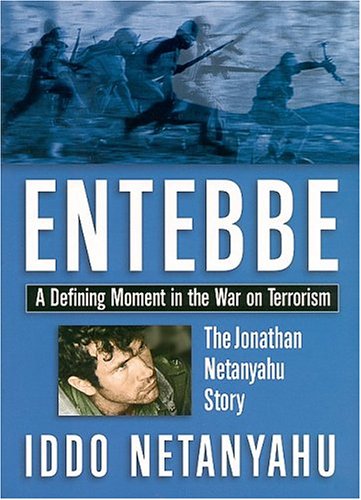 ENTEBBE
A Defining Moment in the War on Terrorism
The Jonathan
Netanyahu
Story
IDDO NETANYAHU